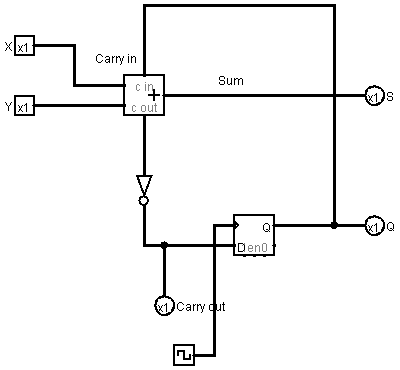 Carry in
X x1
c in
Sum
+
x1 S
Y x1
c out
Q
x1 Q
D en 0
x1 Carry out